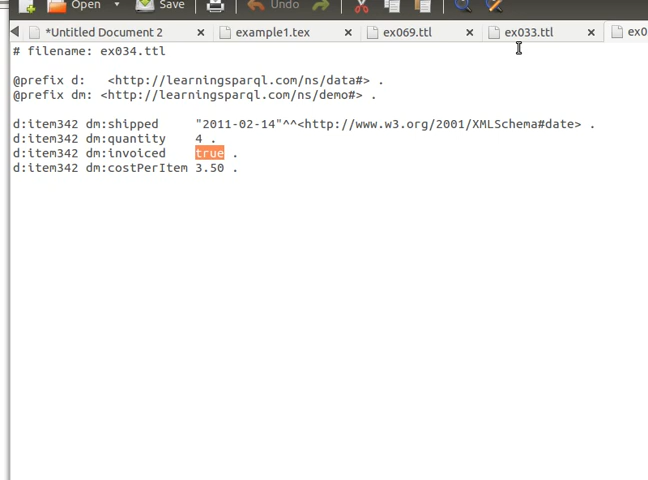 Open Save Undo
*Untitled Document 2 example1.tex ex069.ttl ex033.ttl ex0
# filename: ex034.ttl
@prefix d:   <http://learningsparql.com/ns/data#> .
@prefix dm: <http://learningsparql.com/ns/demo#> .
d:item342 dm:shipped     "2011-02-14"^^<http://www.w3.org/2001/XMLSchema#date> .
d:item342 dm:quantity    4 .
d:item342 dm:invoiced    true .
d:item342 dm:costPerItem 3.50 .